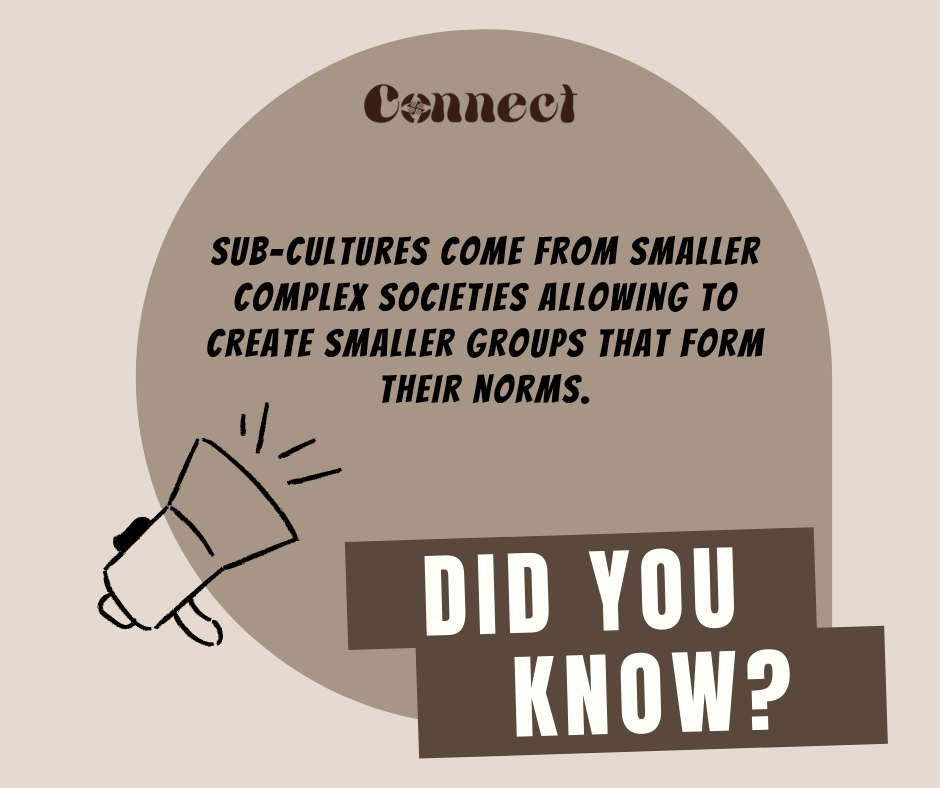 Connect
SUB-CULTURES COME FROM SMALLER
COMPLEX SOCIETIES ALLOWING TO
CREATE SMALLER GROUPS THAT FORM
THEIR NORMS.
DID YOU
KNOW?